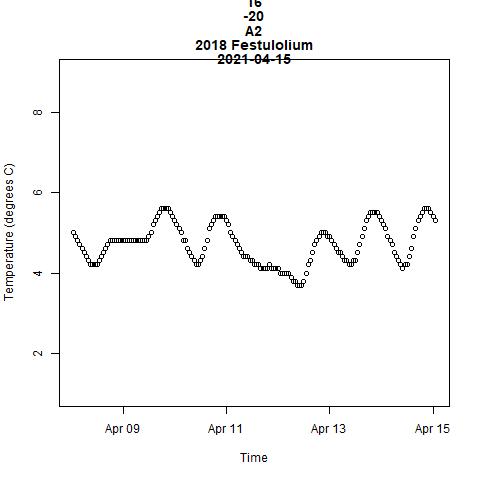 16
-20
A2
2018 Festulolium
2021-04-15
8
6
4
2
Temperature (degrees C)
Apr 09 Apr 11 Apr 13 Apr 15
Time